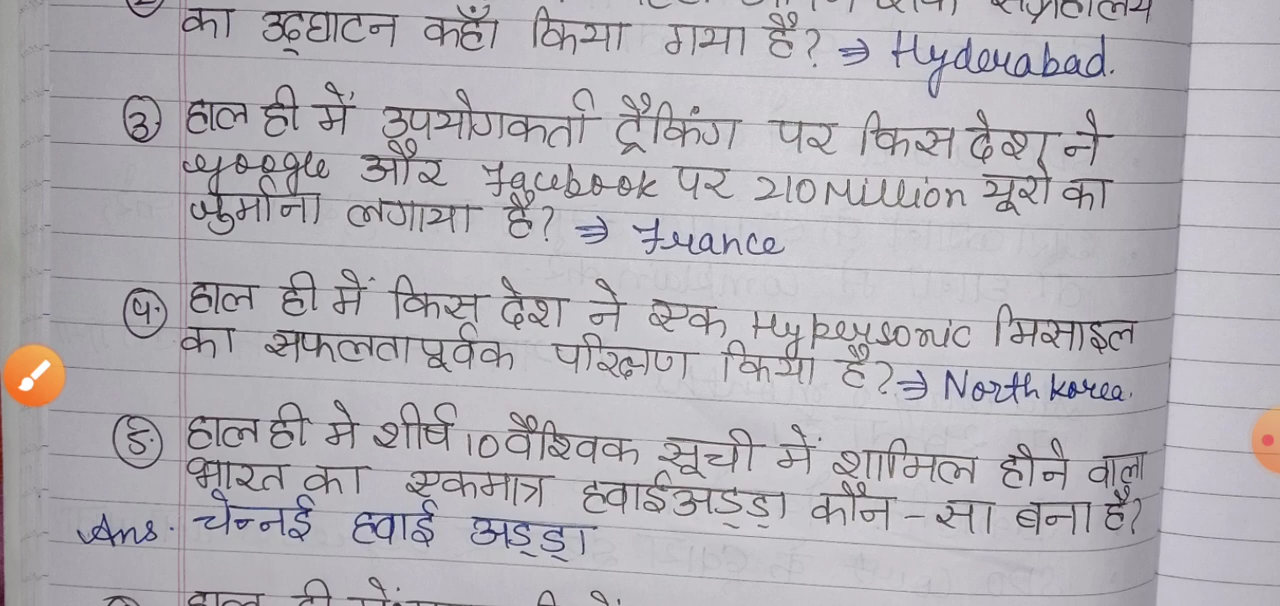 का उद्घाटन कहाँ किया गया है? ⇒ Hyderabad.
③ हाल ही में उपयोगकर्ता ट्रैकिंग पर किस देश ने
google और Facebook पर 210 Million यूरो का
जुर्माना लगाया है? ⇒ France
④ हाल ही में किस देश ने एक Hypersonic मिसाइल
का सफलतापूर्वक परिक्षण किया है? ⇒ North korea.
⑤ हाल ही मे शीर्ष 10 वैश्विक सूची में शामिल होने वाला
भारत का एकमात्र हवाईअड्डा कौन-सा बना है?
Ans. चेन्नई हवाई अड्डा